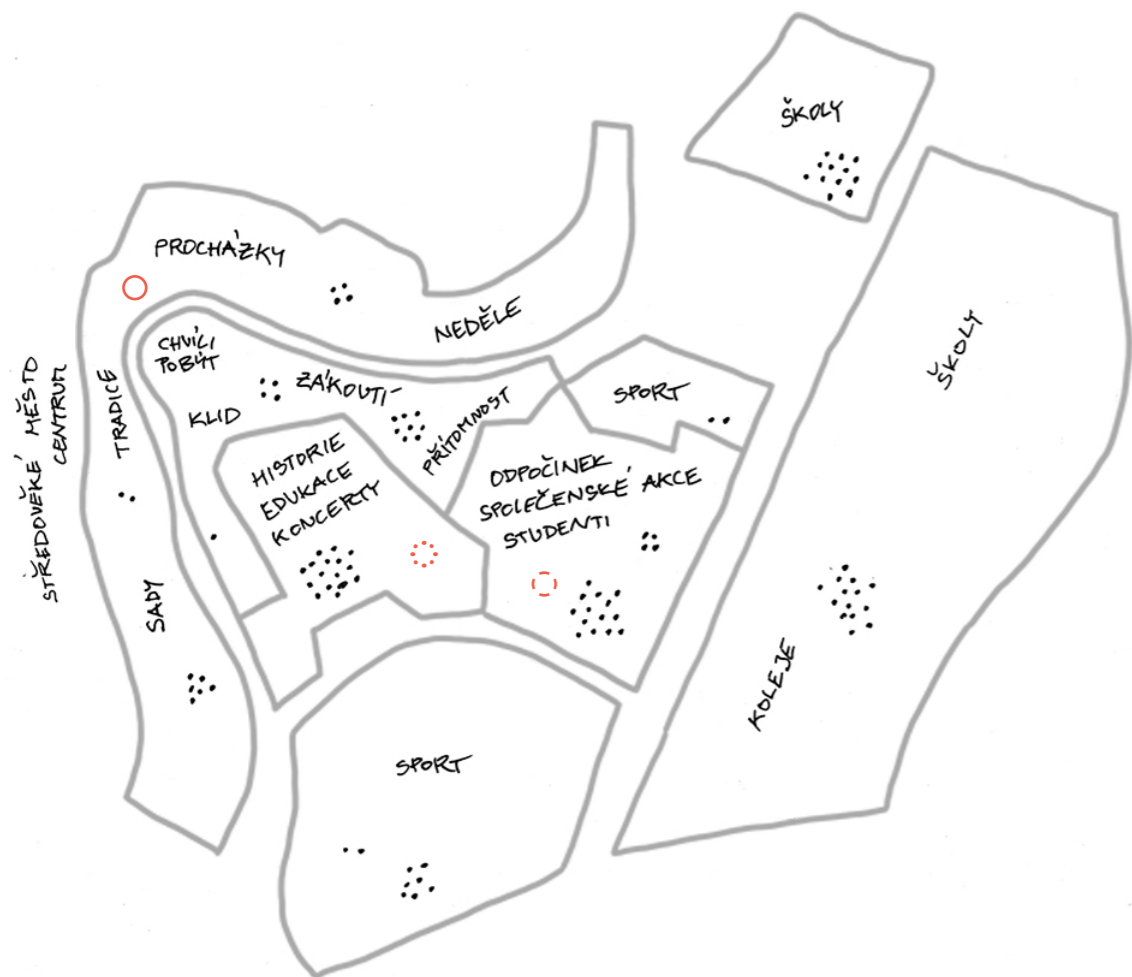 ŠKOLY
PROCHÁZKY
NEDĚLE
CHVÍLI
POBÝT
ZÁKOUTÍ
KLID
PŘÍTOMNOST
SPORT
ŠKOLY
STŘEDOVĚKÉ MĚSTO
CENTRUM
TRADICE
HISTORIE
EDUKACE
KONCERTY
ODPOČINEK
SPOLEČENSKÉ AKCE
STUDENTI
SADY
KOLEJE
SPORT